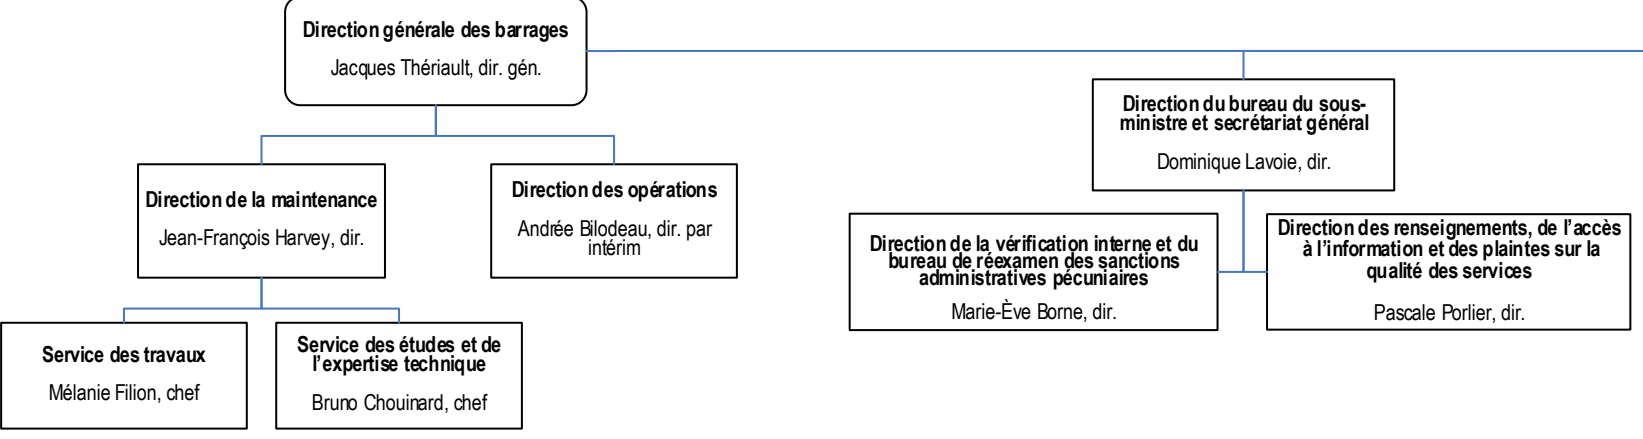 Direction générale des barrages
Jacques Thériault, dir. gén.
Direction de la maintenance
Jean-François Harvey, dir.
Direction des opérations
Andrée Bilodeau, dir. par
intérim
Service des travaux
Mélanie Filion, chef
Service des études et de
l'expertise technique
Bruno Chouinard, chef
Direction du bureau du sous-
ministre et secrétariat général
Dominique Lavoie, dir.
Direction de la vérification interne et du
bureau de réexamen des sanctions
administratives pécuniaires
Marie-Ève Borne, dir.
Direction des renseignements, de l'accès
à l'information et des plaintes sur la
qualité des services
Pascale Porlier, dir.